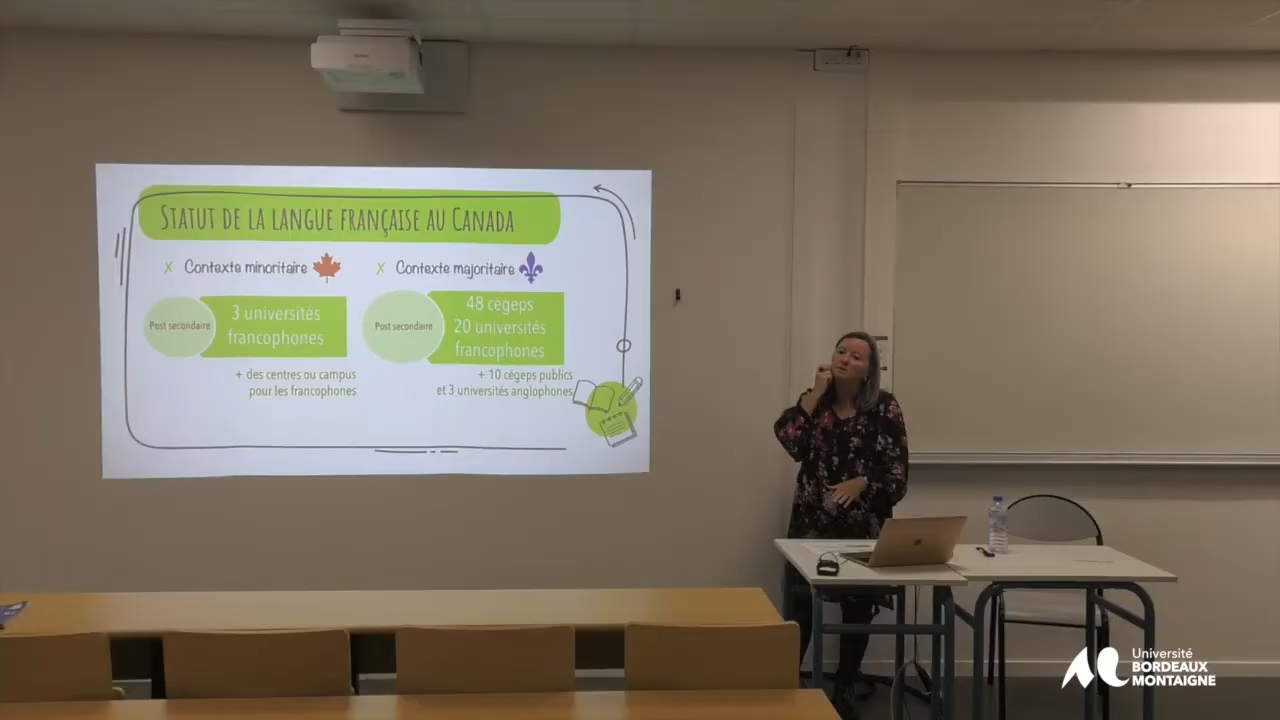 STATUT DE LA LANGUE FRANÇAISE AU CANADA
X Contexte minoritaire
X Contexte majoritaire
Post secondaire
3 universités
francophones
+ des centres ou campus
pour les francophones
Post secondaire
48 cégeps
20 universités
francophones
+ 10 cégeps publics
et 3 universités anglophones
Université
BORDEAUX
MONTAIGNE